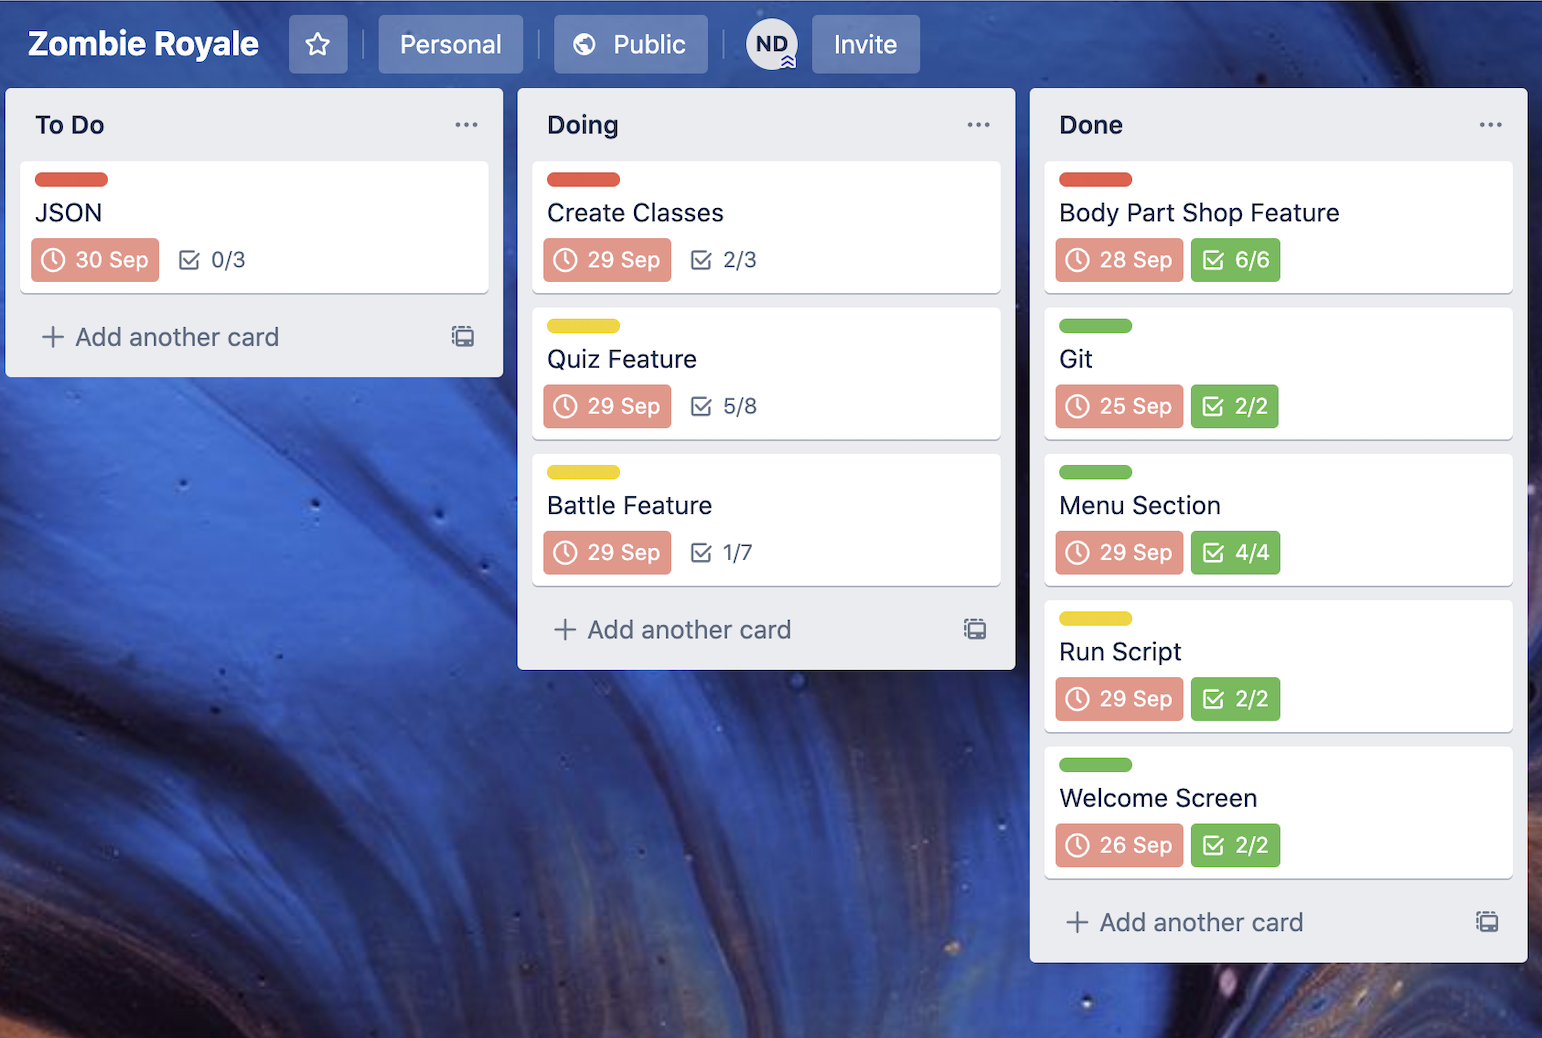 Zombie Royale Personal Public ND Invite
To Do
JSON
30 Sep 0/3
+ Add another card
Doing
Create Classes
29 Sep 2/3
Quiz Feature
29 Sep 5/8
Battle Feature
29 Sep 1/7
+ Add another card
Done
Body Part Shop Feature
28 Sep 6/6
Git
25 Sep 2/2
Menu Section
29 Sep 4/4
Run Script
29 Sep 2/2
Welcome Screen
26 Sep 2/2
+ Add another card